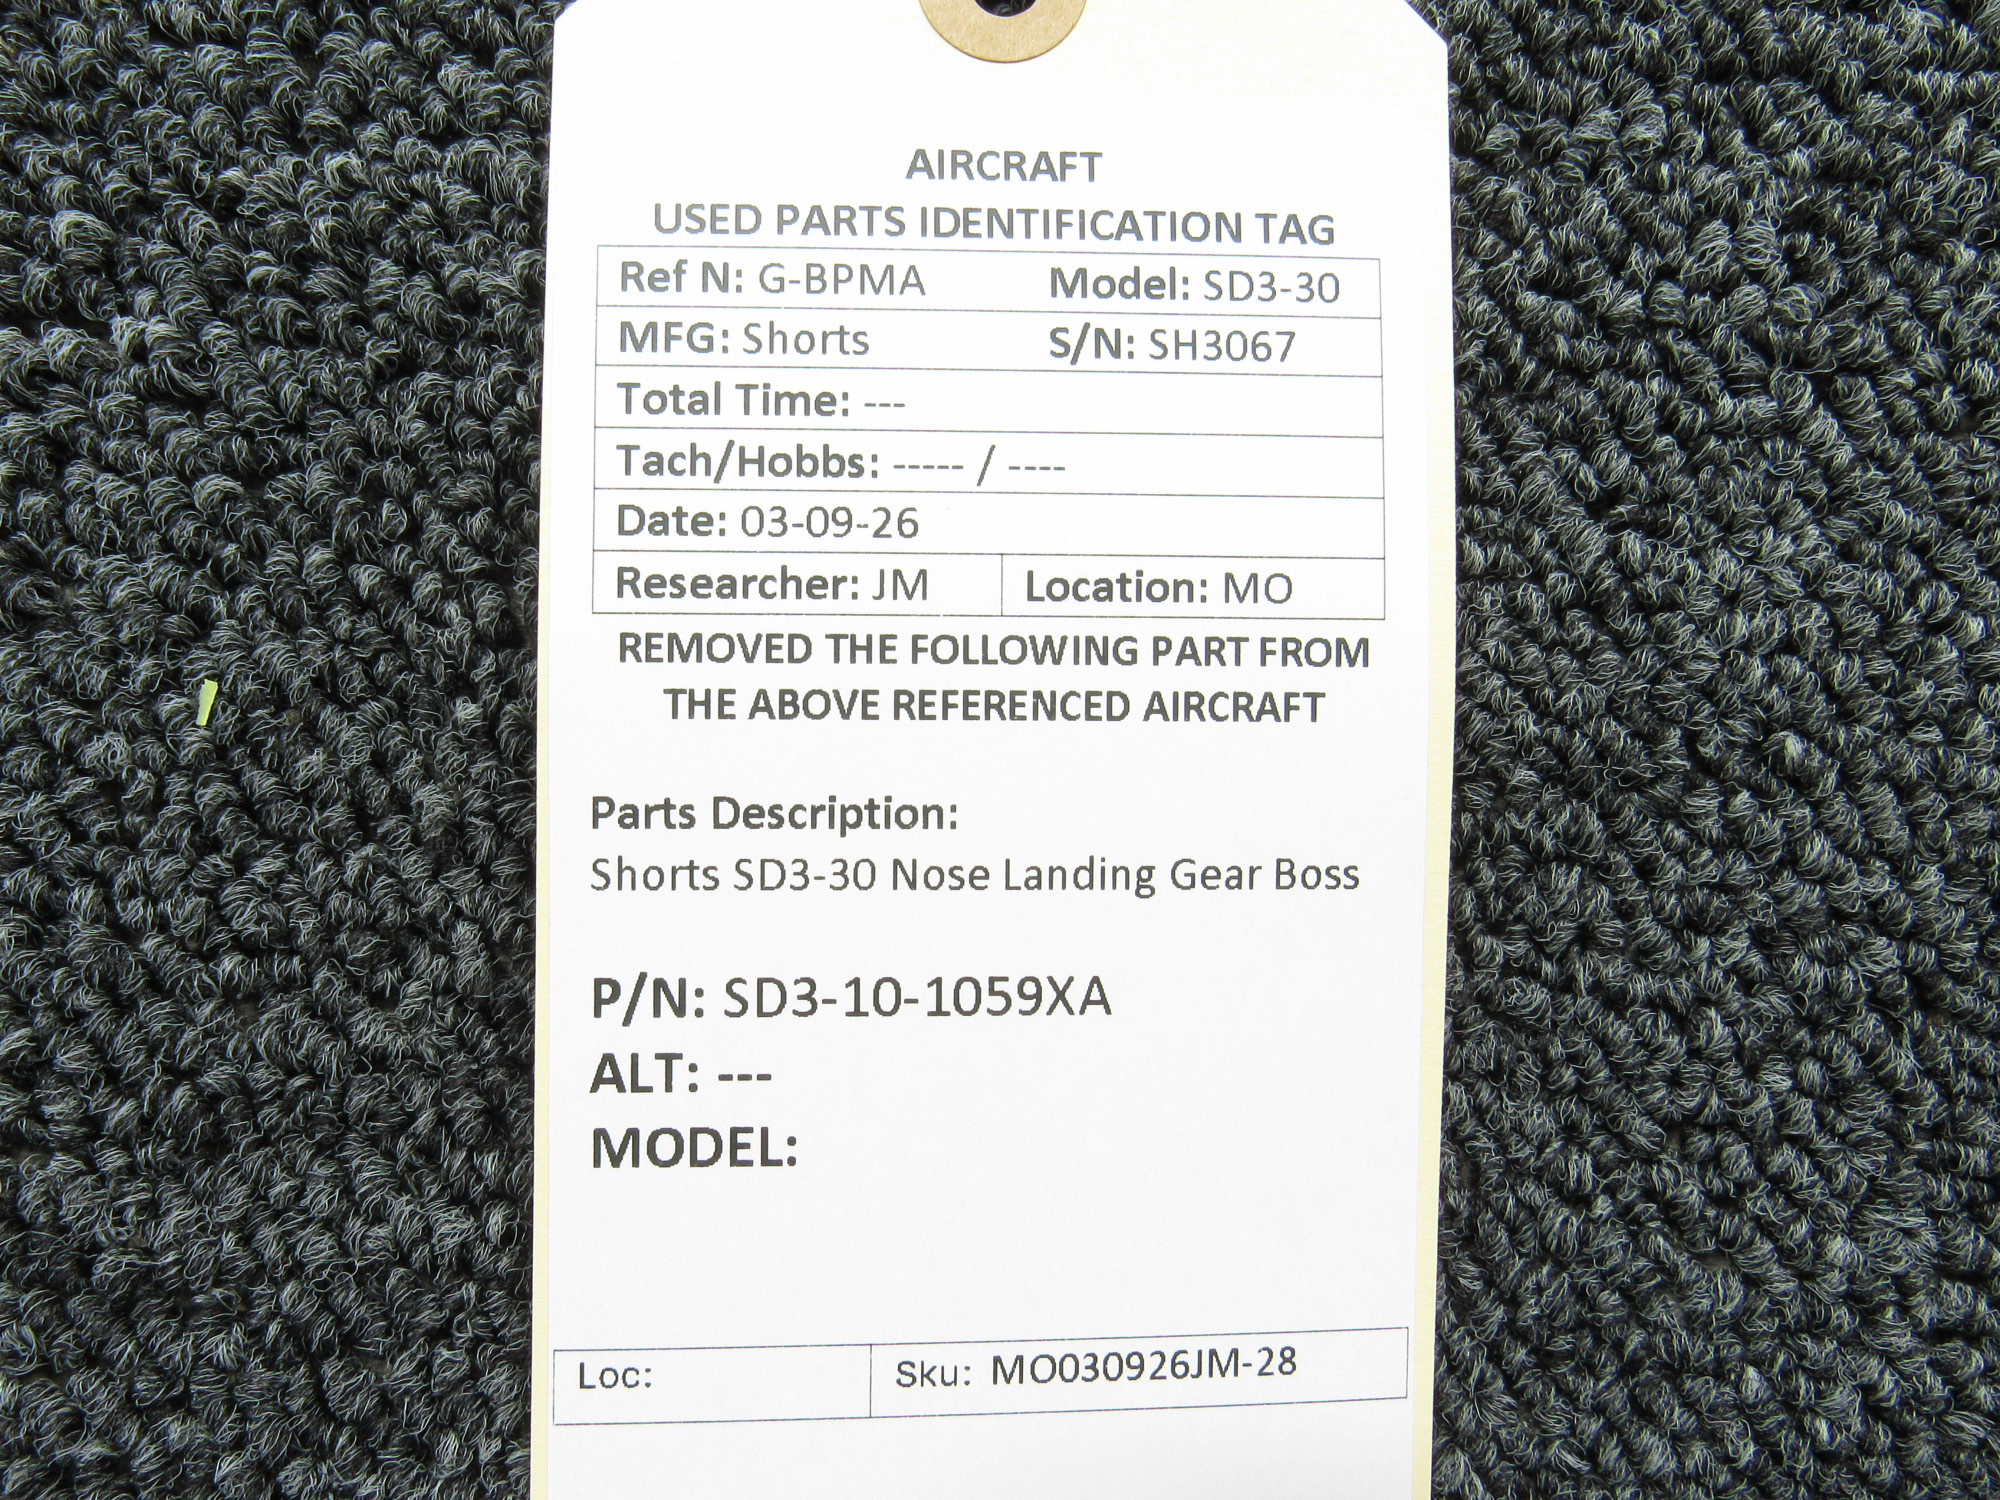 AIRCRAFT
USED PARTS IDENTIFICATION TAG
Ref N: G-BPMA Model: SD3-30
MFG: Shorts S/N: SH3067
Total Time: ---
Tach/Hobbs: ----- / ----
Date: 03-09-26
Researcher: JM Location: MO
REMOVED THE FOLLOWING PART FROM
THE ABOVE REFERENCED AIRCRAFT
Parts Description:
Shorts SD3-30 Nose Landing Gear Boss
P/N: SD3-10-1059XA
ALT: ---
MODEL:
Loc: Sku: MO030926JM-28